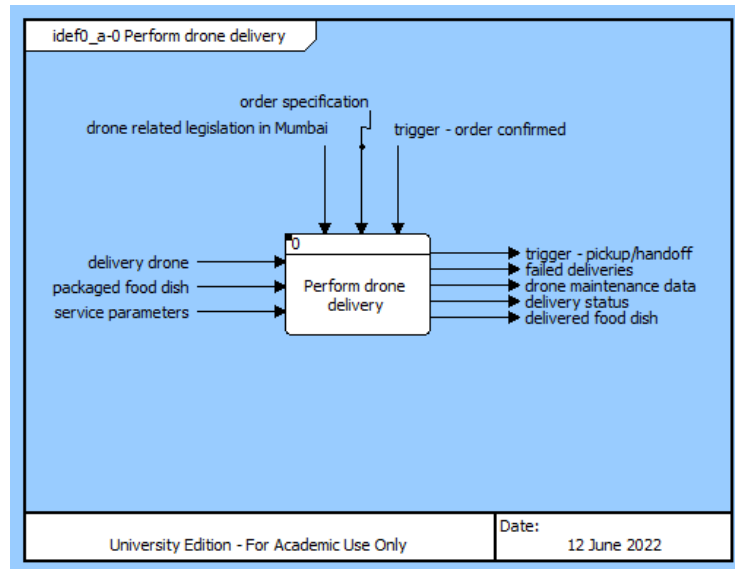 idef0_a-0 Perform drone delivery
order specification
drone related legislation in Mumbai
trigger - order confirmed
0
delivery drone
packaged food dish
service parameters
Perform drone
delivery
trigger - pickup/handoff
failed deliveries
drone maintenance data
delivery status
delivered food dish
University Edition - For Academic Use Only
Date:
12 June 2022